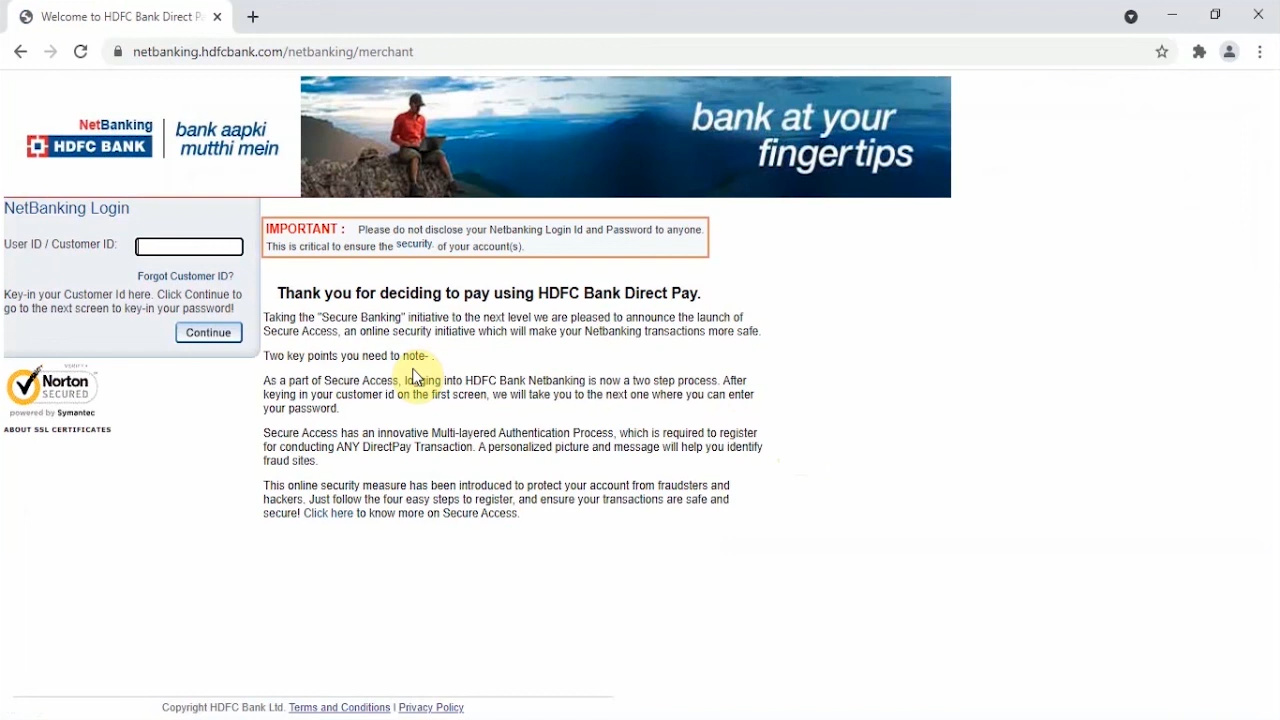 Welcome to HDFC Bank Direct Pa
netbanking.hdfcbank.com/netbanking/merchant
NetBanking
HDFC BANK
bank aapki
mutthi mein
bank at your
fingertips
NetBanking Login
User ID / Customer ID:
Forgot Customer ID?
Key-in your Customer Id here. Click Continue to
go to the next screen to key-in your password!
Continue
Norton
SECURED
powered by Symantec
ABOUT SSL CERTIFICATES
IMPORTANT : Please do not disclose your Netbanking Login Id and Password to anyone.
This is critical to ensure the security. of your account(s).
Thank you for deciding to pay using HDFC Bank Direct Pay.
Taking the "Secure Banking" initiative to the next level we are pleased to announce the launch of
Secure Access, an online security initiative which will make your Netbanking transactions more safe.
Two key points you need to note- .
As a part of Secure Access, logging into HDFC Bank Netbanking is now a two step process. After
keying in your customer id on the first screen, we will take you to the next one where you can enter
your password.
Secure Access has an innovative Multi-layered Authentication Process, which is required to register
for conducting ANY DirectPay Transaction. A personalized picture and message will help you identify
fraud sites.
This online security measure has been introduced to protect your account from fraudsters and
hackers. Just follow the four easy steps to register, and ensure your transactions are safe and
secure! Click here to know more on Secure Access.
Copyright HDFC Bank Ltd. Terms and Conditions | Privacy Policy